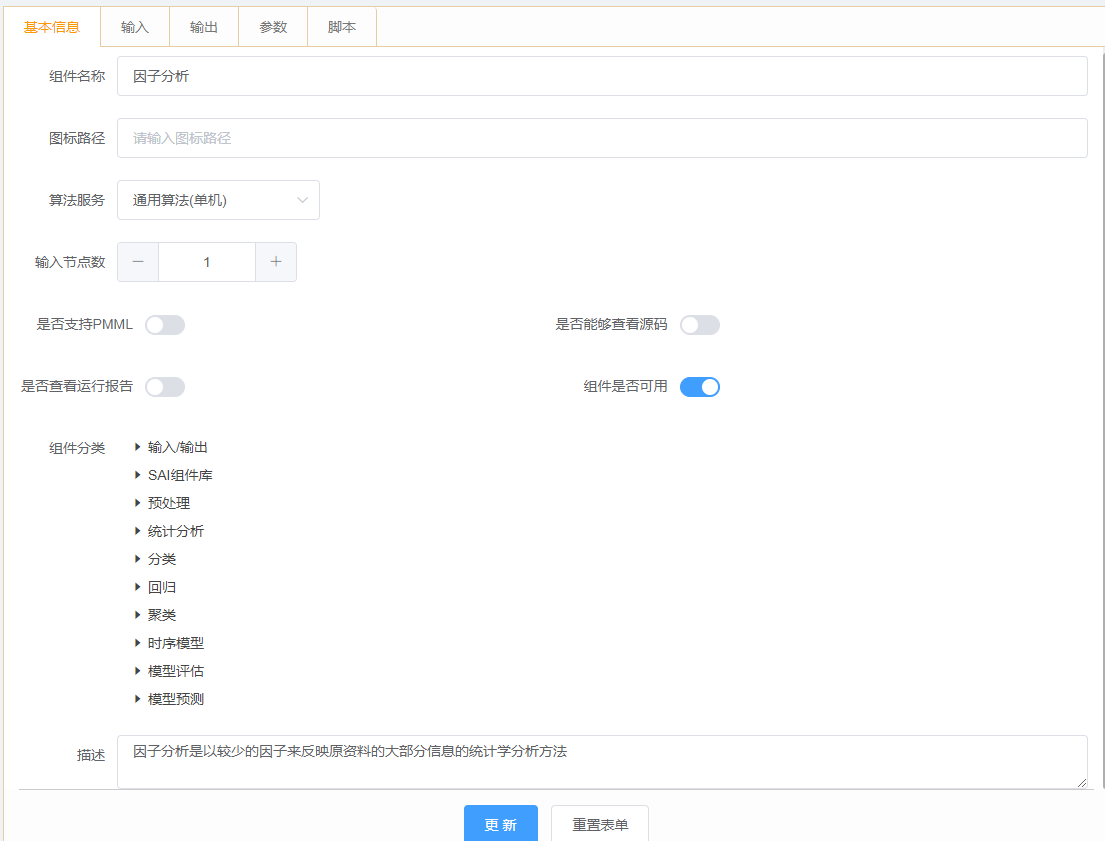 基本信息 输入 输出 参数 脚本
组件名称 因子分析
图标路径 请输入图标路径
算法服务 通用算法(单机)
输入节点数 − 1 +
是否支持PMML 是否能够查看源码
是否查看运行报告 组件是否可用
组件分类 输入/输出
SAI组件库
预处理
统计分析
分类
回归
聚类
时序模型
模型评估
模型预测
描述 因子分析是以较少的因子来反映原资料的大部分信息的统计学分析方法
更新 重置表单